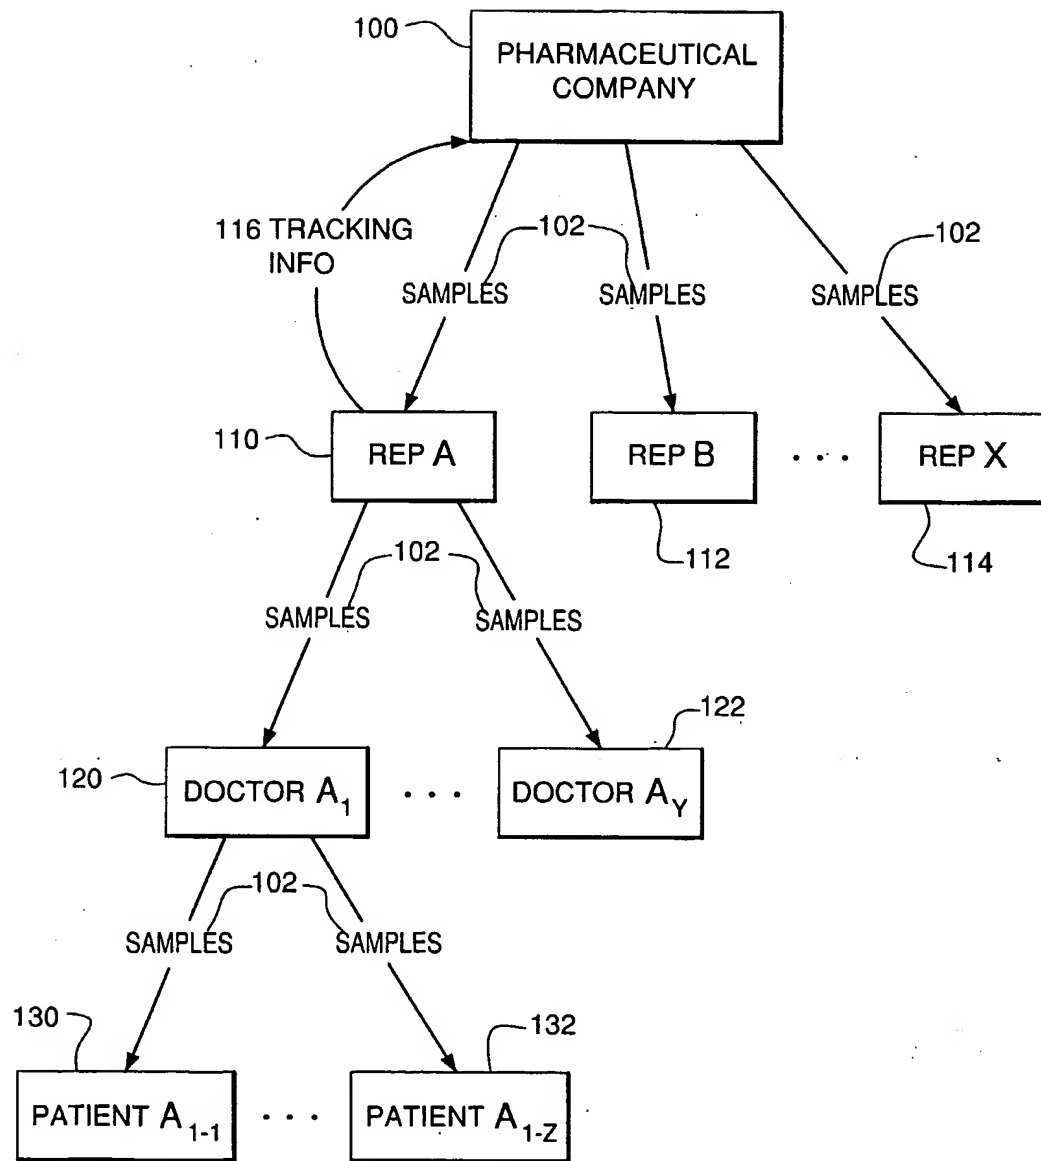 100
PHARMACEUTICAL
COMPANY
116 TRACKING
INFO
102
102
SAMPLES
SAMPLES
SAMPLES
110
REP A
REP B
. . .
REP X
112
114
102
SAMPLES
SAMPLES
122
120
DOCTOR A1
. . .
DOCTOR AY
102
SAMPLES
SAMPLES
130
132
PATIENT A1-1
. . .
PATIENT A1-Z